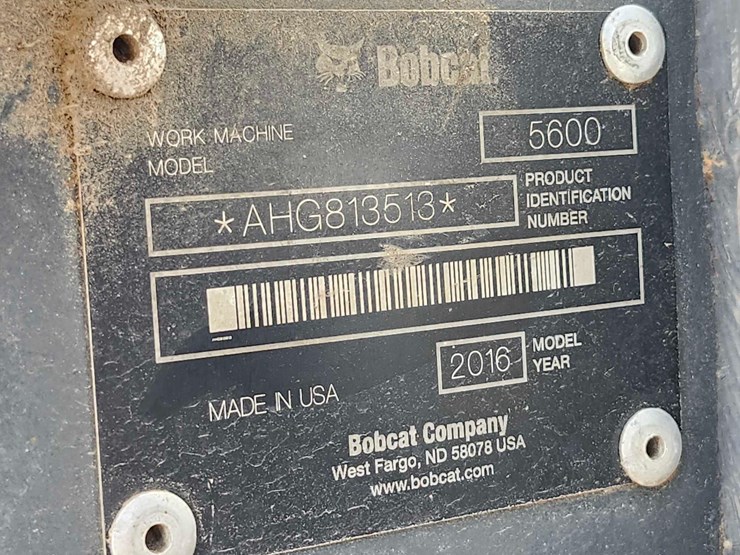 Bobcat
WORK MACHINE
MODEL
5600
*AHG813513*
PRODUCT
IDENTIFICATION
NUMBER
2016
MODEL
YEAR
MADE IN USA
Bobcat Company
West Fargo, ND 58078 USA
www.bobcat.com